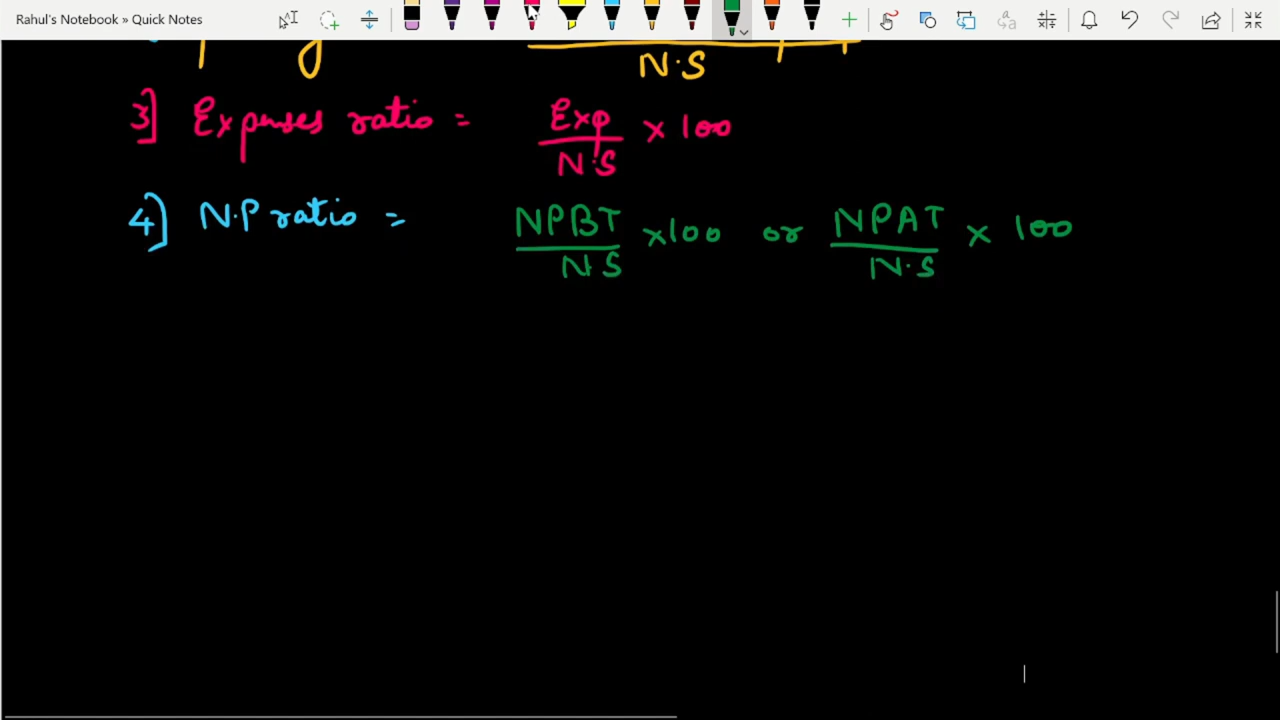 Rahul's Notebook » Quick Notes
N.S
3] Expenses ratio = Exp / N.S × 100
4] N.P ratio = NPBT / N.S × 100 or NPAT / N.S × 100